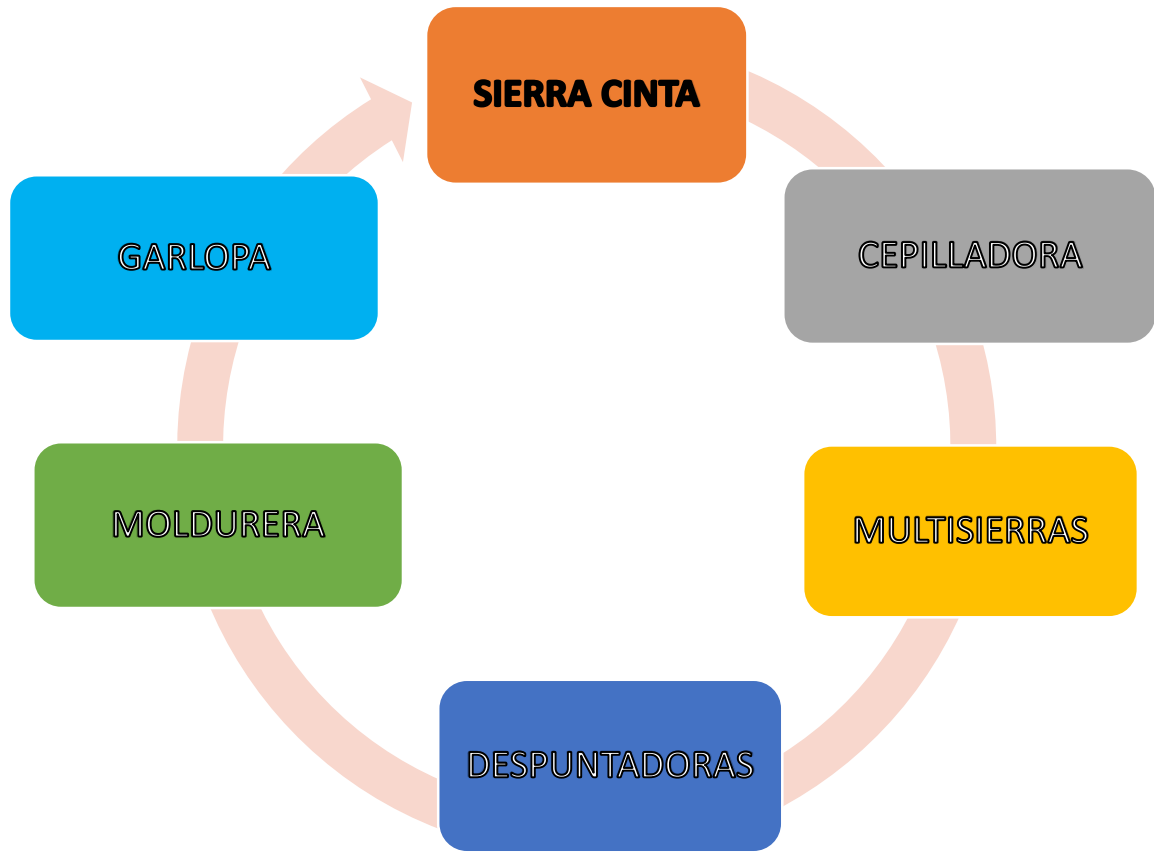 SIERRA CINTA
CEPILLADORA
MULTISIERRAS
DESPUNTADORAS
MOLDURERA
GARLOPA